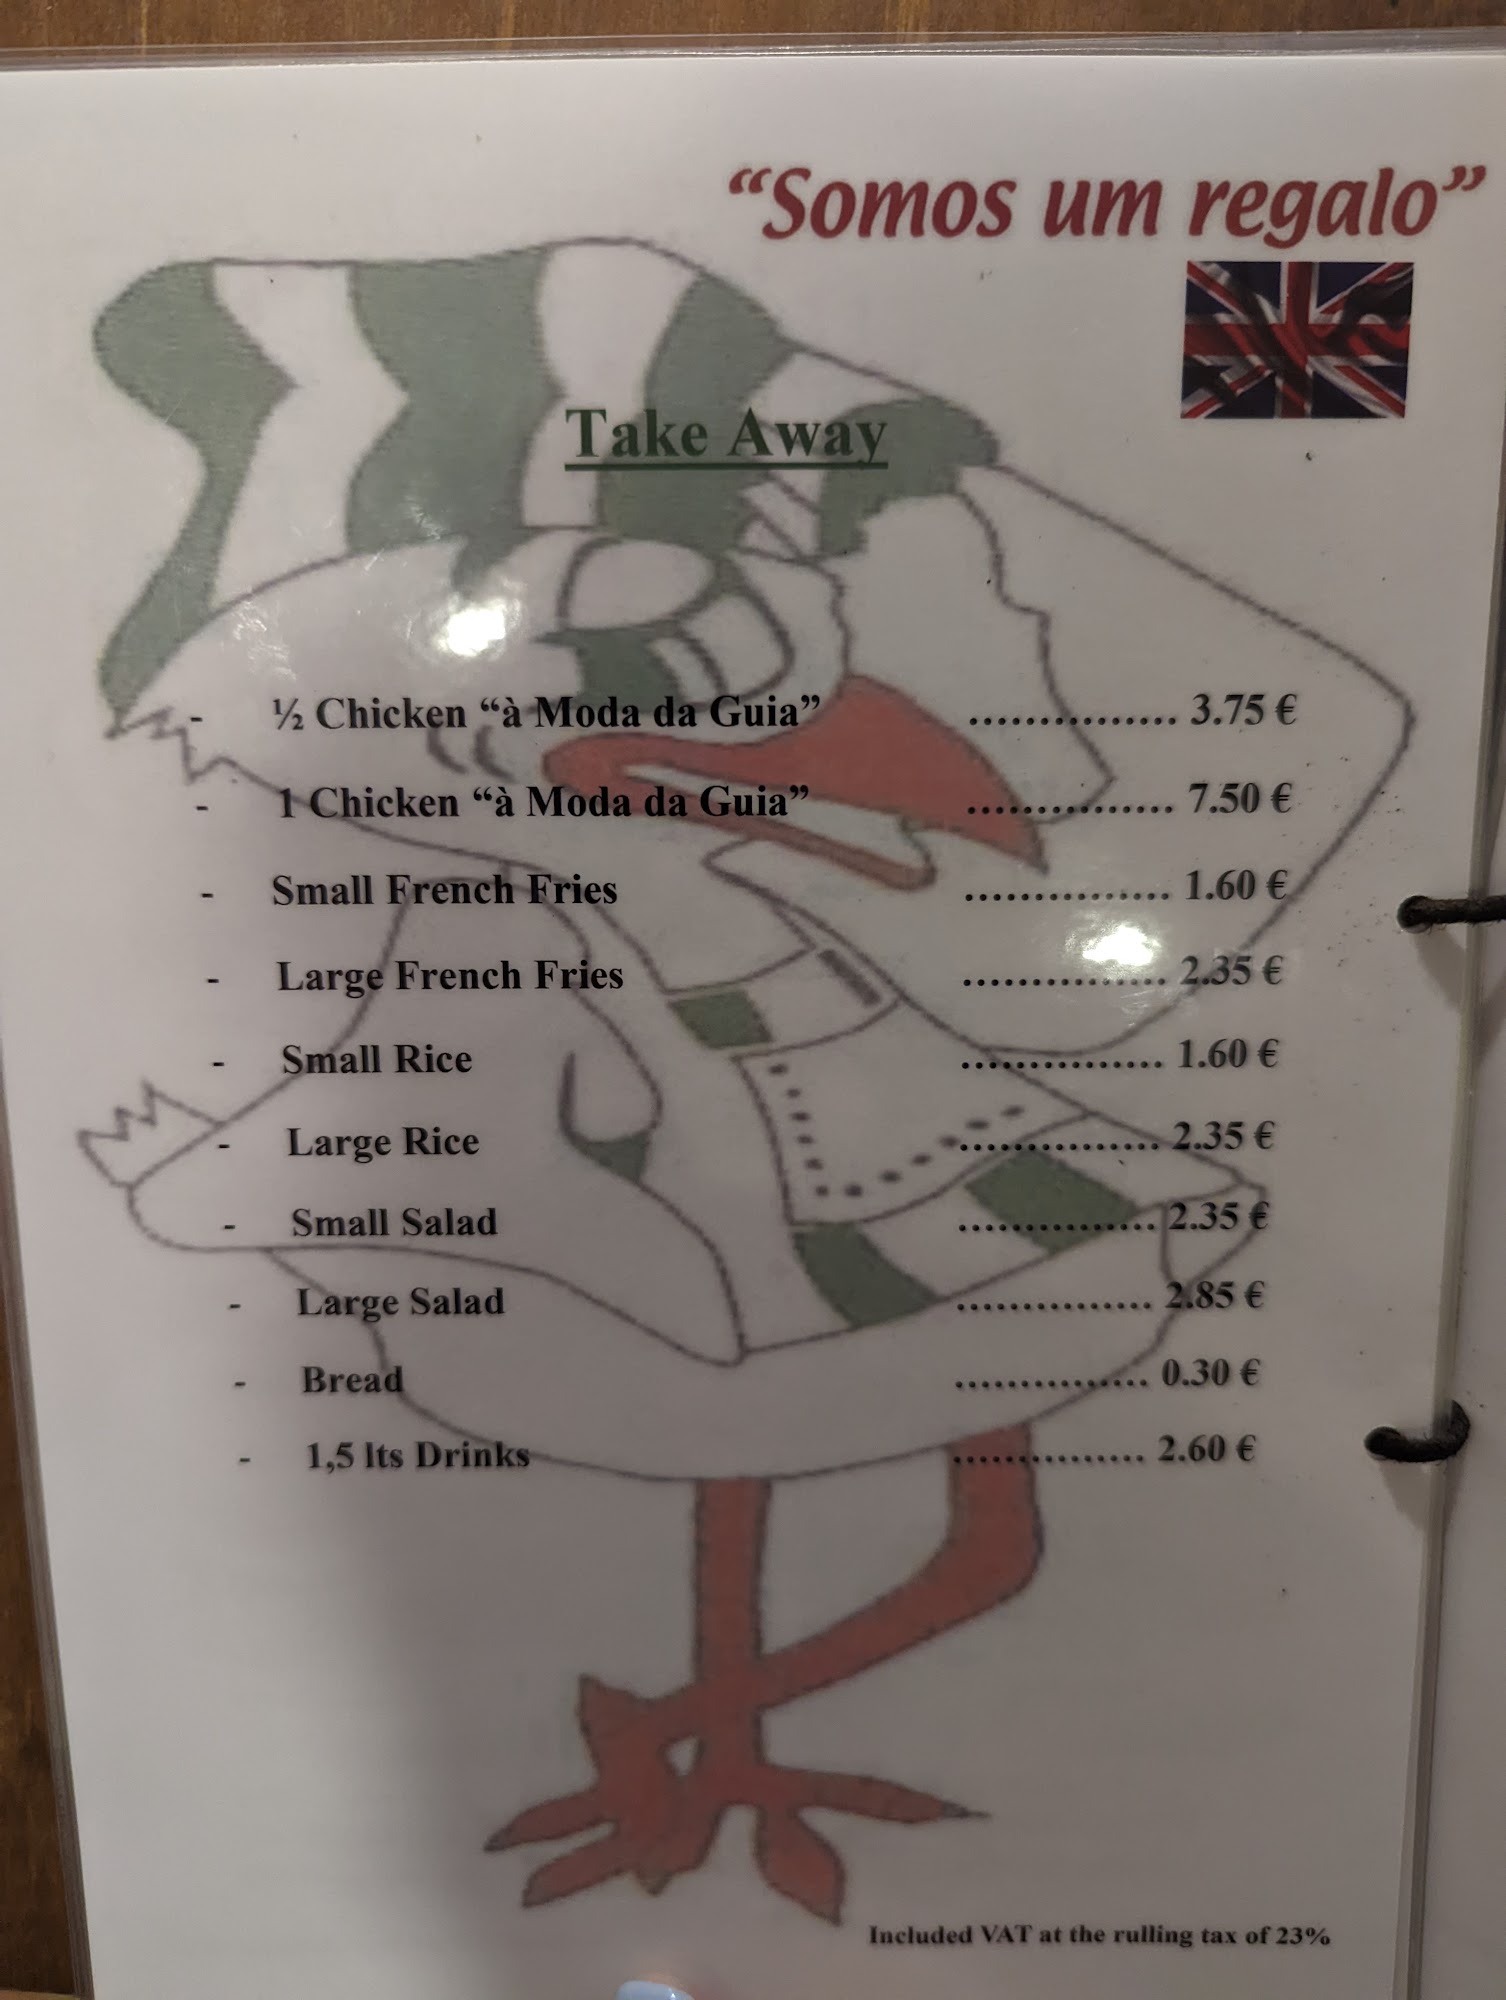 “Somos um regalo”
Take Away
- ½ Chicken “à Moda da Guia” ............... 3.75 €
- 1 Chicken “à Moda da Guia” ............... 7.50 €
- Small French Fries ............... 1.60 €
- Large French Fries ............... 2.35 €
- Small Rice ............... 1.60 €
- Large Rice ............... 2.35 €
- Small Salad ............... 2.35 €
- Large Salad ............... 2.85 €
- Bread ............... 0.30 €
- 1,5 lts Drinks ............... 2.60 €
Included VAT at the rulling tax of 23%